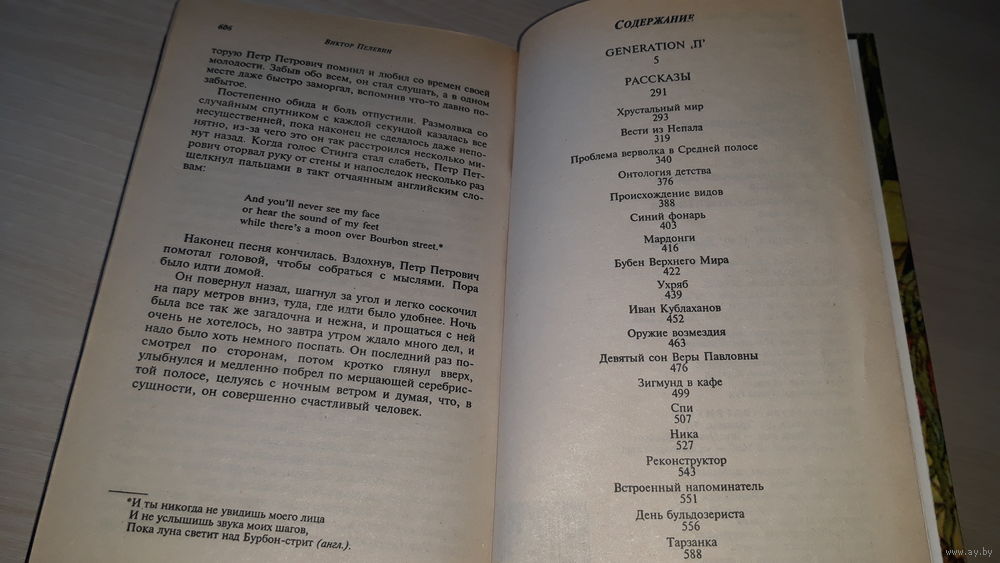 606
Виктор Пелевин
торую Петр Петрович помнил и любил со времен своей
молодости. Забыв обо всем, он стал слушать, а в одном
месте даже быстро заморгал, вспомнив что-то давно по-
забытое.
Постепенно обида и боль отпустили. Размолвка со
случайным спутником с каждой секундой казалась все
несущественней, пока наконец не сделалось даже непо-
нятно, из-за чего это он так расстроился несколько ми-
нут назад. Когда голос Стинга стал слабеть, Петр Пет-
рович оторвал руку от стены и напоследок несколько раз
щелкнул пальцами в такт отчаянным английским сло-
вам:
And you'll never see my face
or hear the sound of my feet
while there's a moon over Bourbon street.*
Наконец песня кончилась. Вздохнув, Петр Петрович
помотал головой, чтобы собраться с мыслями. Пора
было идти домой.
Он повернул назад, шагнул за угол и легко соскочил
на пару метров вниз, туда, где идти было удобнее. Ночь
была все так же загадочна и нежна, и прощаться с ней
очень не хотелось, но завтра утром ждало много дел, и
надо было хоть немного поспать. Он последний раз по-
смотрел по сторонам, потом кротко глянул вверх,
улыбнулся и медленно побрел по мерцающей серебрис-
той полосе, целуясь с ночным ветром и думая, что, в
сущности, он совершенно счастливый человек.
*И ты никогда не увидишь моего лица
И не услышишь звука моих шагов,
Пока луна светит над Бурбон-стрит (англ.).
Содержание
GENERATION ‚П'
5
РАССКАЗЫ
291
Хрустальный мир
293
Вести из Непала
319
Проблема верволка в Средней полосе
340
Онтология детства
376
Происхождение видов
388
Синий фонарь
403
Мардонги
416
Бубен Верхнего Мира
422
Ухряб
439
Иван Кублаханов
452
Оружие возмездия
463
Девятый сон Веры Павловны
476
Зигмунд в кафе
499
Спи
507
Ника
527
Реконструктор
543
Встроенный напоминатель
551
День бульдозериста
556
Тарзанка
588
www.ay.by